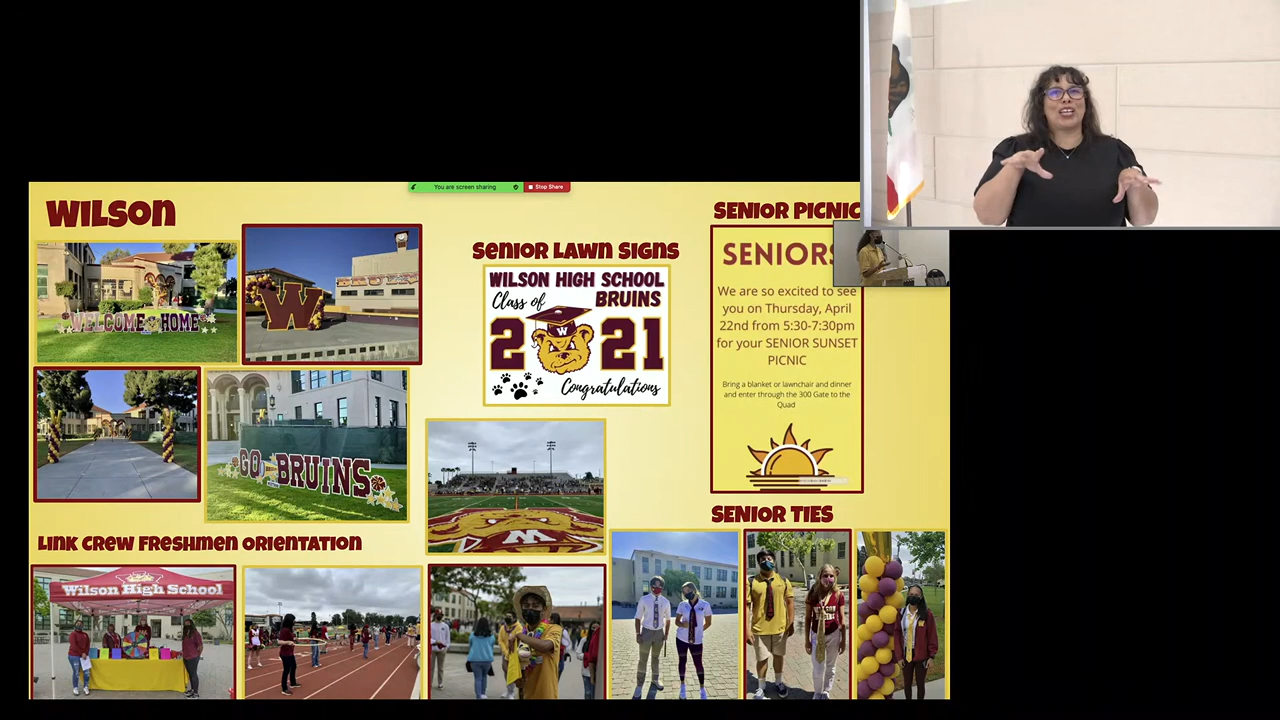 You are screen sharing
Stop Share
WILSON
SENIOR PICNIC
SENIOR LAWN SIGNS
WELCOME HOME
W
WILSON HIGH SCHOOL
Class of BRUINS
2 21
W
Congratulations
SENIORS
We are so excited to see
you on Thursday, April
22nd from 5:30-7:30pm
for your SENIOR SUNSET
PICNIC
Bring a blanket or lawnchair and dinner
and enter through the 300 Gate to the
Quad
GO BRUINS
W
SENIOR TIES
LINK CREW FRESHMEN ORIENTATION
Wilson High School